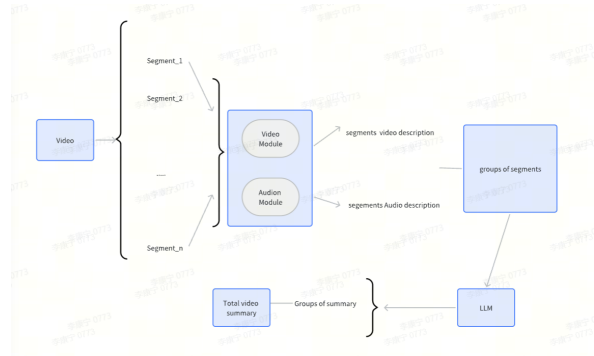 Segment_1
Segment_2
Video
Video
Module
segments video description
groups of segments
Audion
Module
segements Audio description
Segment_n
Total video
summary
Groups of summary
LLM